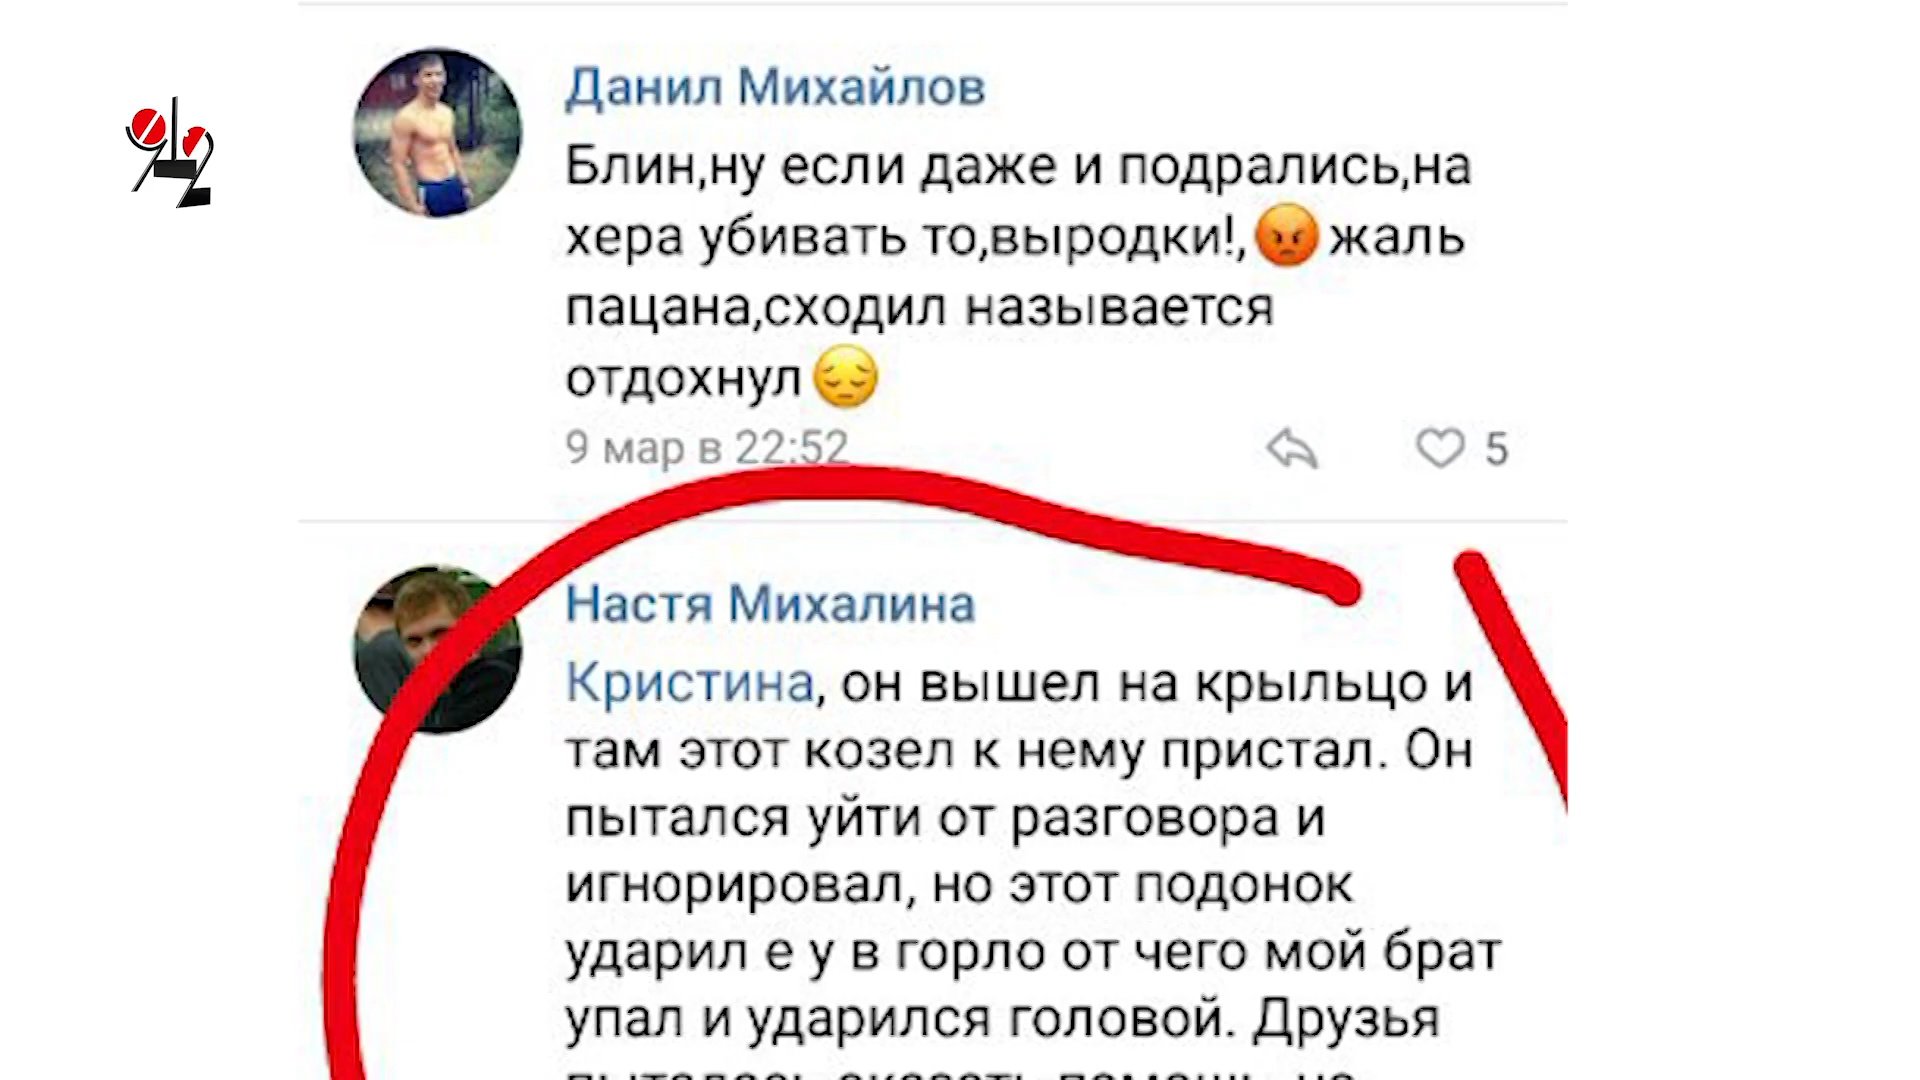 Данил Михайлов
Блин,ну если даже и подрались,на
хера убивать то,выродки!,😡жаль
пацана,сходил называется
отдохнул😔
9 мар в 22:52
5
Настя Михалина
Кристина, он вышел на крыльцо и
там этот козел к нему пристал. Он
пытался уйти от разговора и
игнорировал, но этот подонок
ударил е у в горло от чего мой брат
упал и ударился головой. Друзья